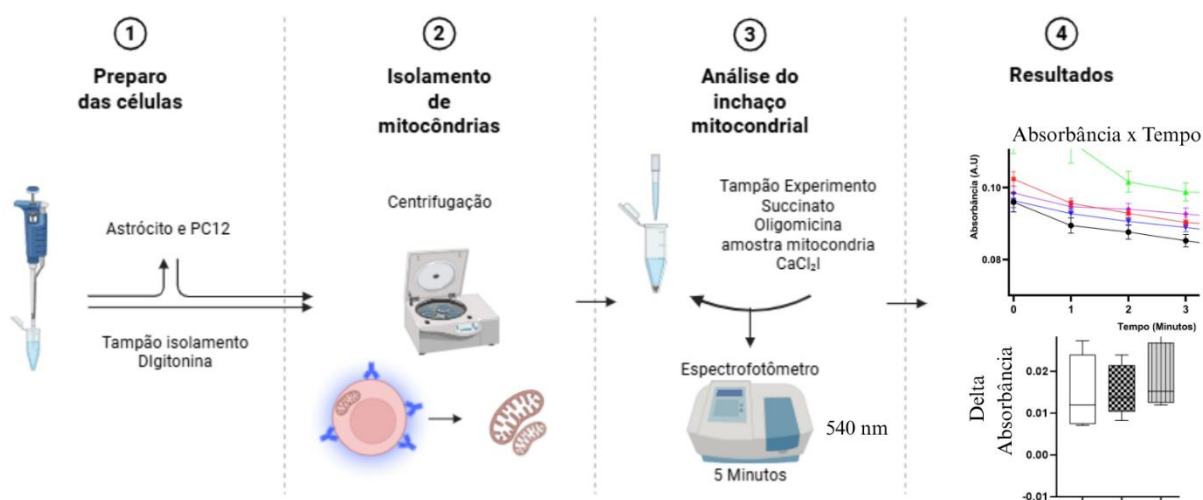 1
Preparo
das células
Astrócito e PC12
Tampão isolamento
DIgitonina
2
Isolamento
de
mitocôndrias
Centrifugação
3
Análise do
inchaço
mitocondrial
Tampão Experimento
Succinato
Oligomicina
amostra mitocondria
CaCl₂l
Espectrofotômetro
540 nm
5 Minutos
4
Resultados
Absorbância x Tempo
Absorbância (A.U)
0.10
0.08
0 1 2 3
Tempo (Minutos)
Delta
Absorbância
0.02
0.01
0.00
-0.01